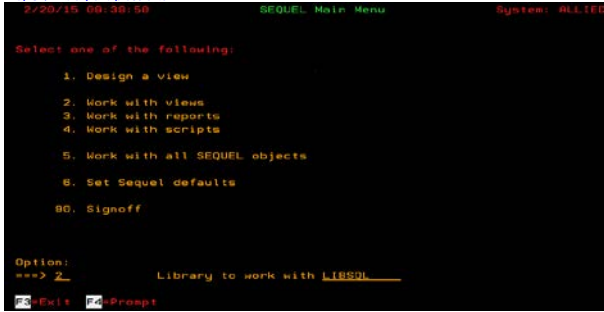 2/20/15 09:30:50 SEQUEL Main Menu System: ALLIED
Select one of the following:
1. Design a view
2. Work with views
3. Work with reports
4. Work with scripts
5. Work with all SEQUEL objects
6. Set Sequel defaults
90. Signoff
Option:
===> 2 Library to work with LIBSQL
F3=Exit F4=Prompt